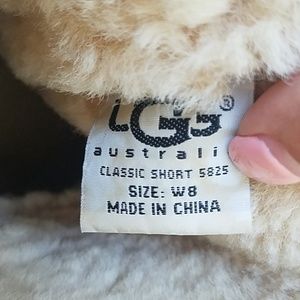 UGG®
australi
CLASSIC SHORT 5825
SIZE: W8
MADE IN CHINA